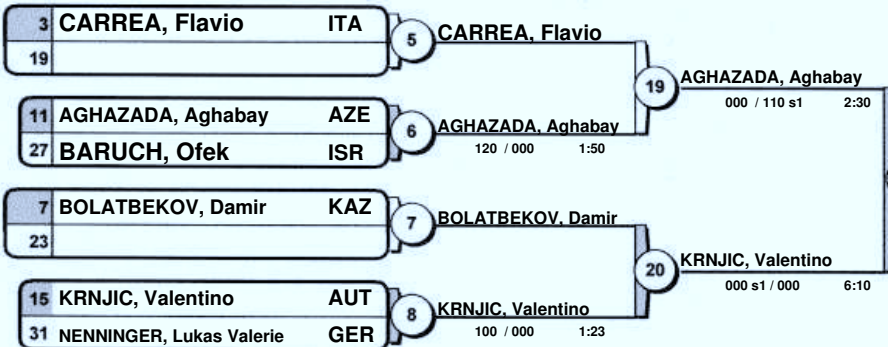 3 CARREA, Flavio ITA
19
5 CARREA, Flavio
11 AGHAZADA, Aghabay AZE
27 BARUCH, Ofek ISR
6 AGHAZADA, Aghabay
120 / 000 1:50
19 AGHAZADA, Aghabay
000 / 110 s1 2:30
7 BOLATBEKOV, Damir KAZ
23
7 BOLATBEKOV, Damir
15 KRNJIC, Valentino AUT
31 NENNINGER, Lukas Valerie GER
8 KRNJIC, Valentino
100 / 000 1:23
20 KRNJIC, Valentino
000 s1 / 000 6:10